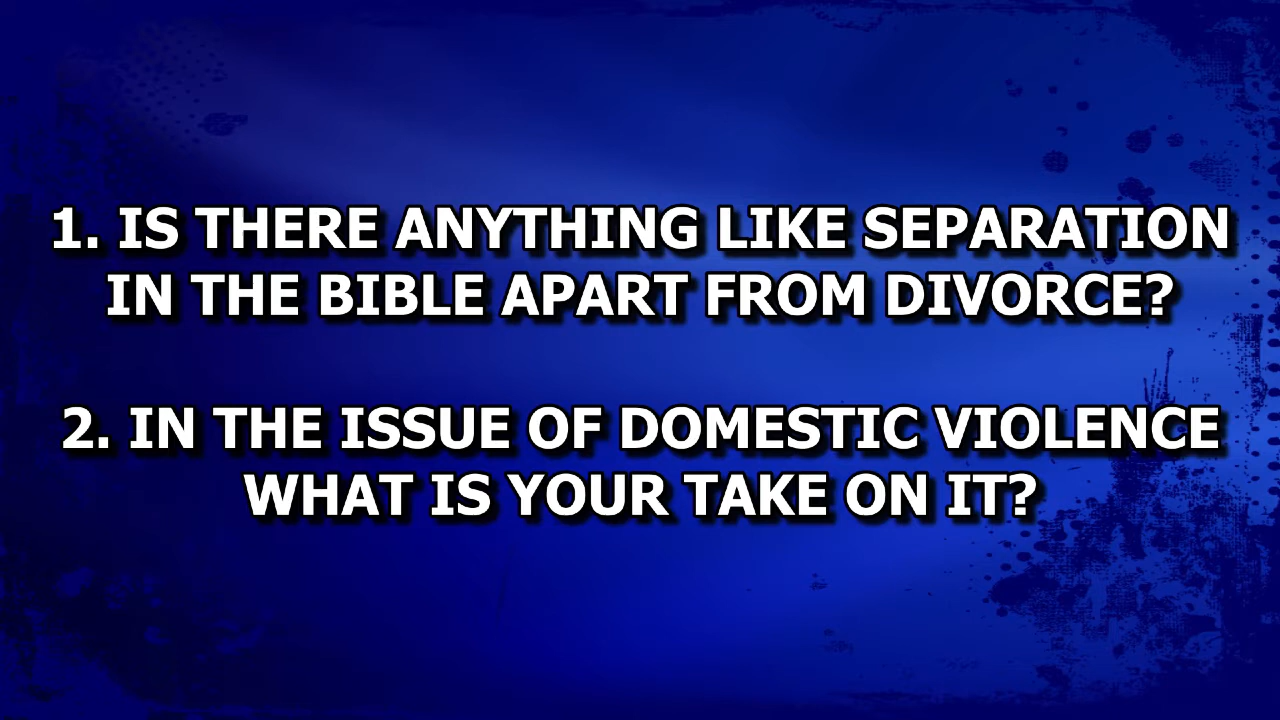 1. IS THERE ANYTHING LIKE SEPARATION
IN THE BIBLE APART FROM DIVORCE?
2. IN THE ISSUE OF DOMESTIC VIOLENCE
WHAT IS YOUR TAKE ON IT?